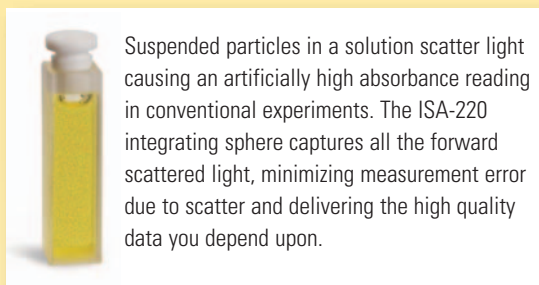 Suspended particles in a solution scatter light
causing an artificially high absorbance reading
in conventional experiments. The ISA-220
integrating sphere captures all the forward
scattered light, minimizing measurement error
due to scatter and delivering the high quality
data you depend upon.